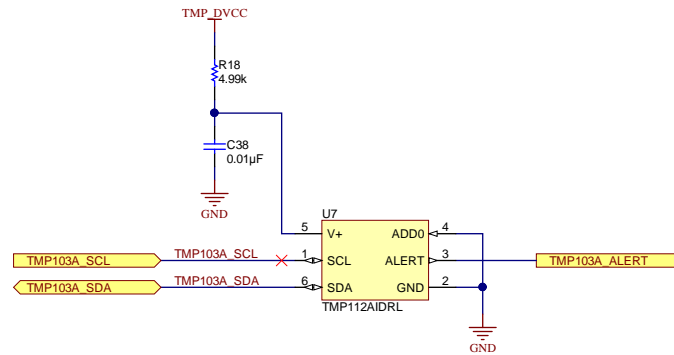 TMP_DVCC
R18
4.99k
C38
0.01µF
GND
U7
5 V+ ADD0 4
TMP103A_SCL TMP103A_SCL 1 SCL ALERT 3 TMP103A_ALERT
TMP103A_SDA TMP103A_SDA 6 SDA GND 2
TMP112AIDRL
GND